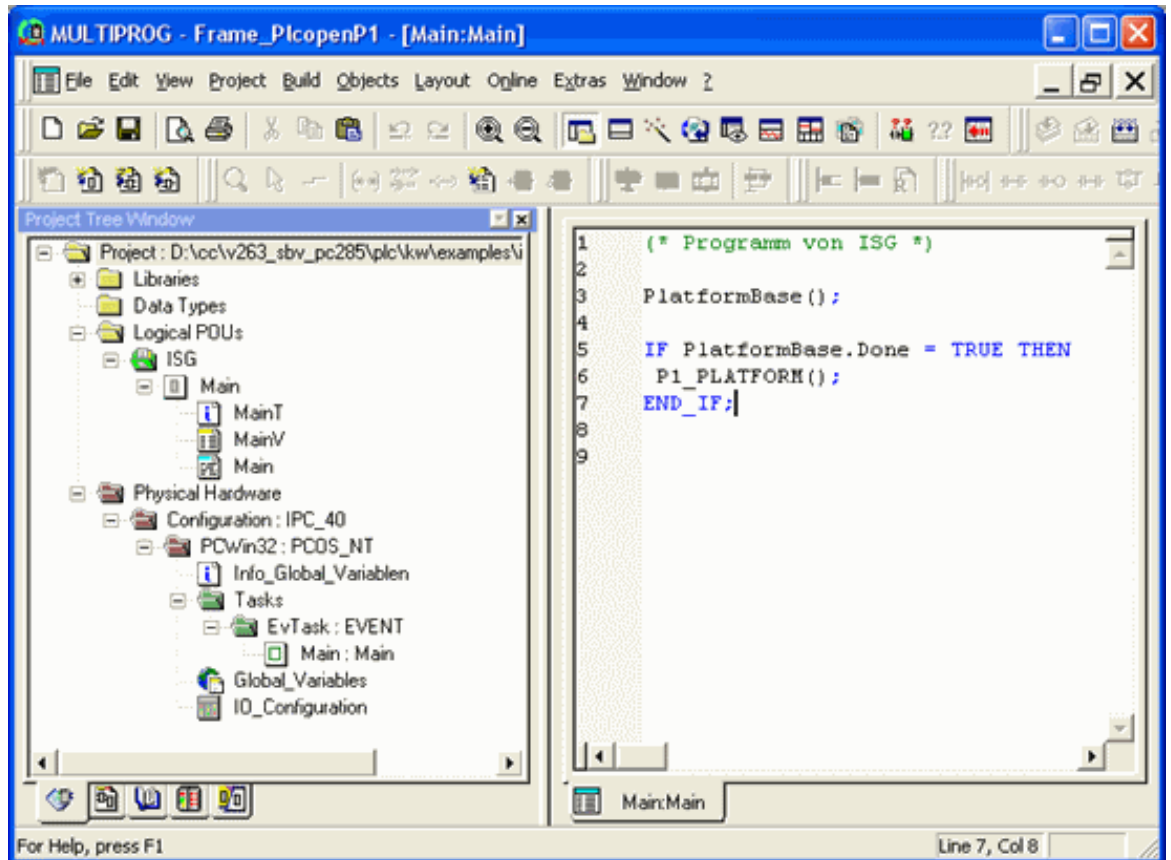 MULTIPROG - Frame_PlcopenP1 - [Main:Main]
File Edit View Project Build Objects Layout Online Extras Window ?
Project Tree Window
Project : D:\cc\v263_sbv_pc285\plc\kw\examples\i
Libraries
Data Types
Logical POUs
ISG
Main
MainT
MainV
Main
Physical Hardware
Configuration : IPC_40
PCWin32 : PCOS_NT
Info_Global_Variablen
Tasks
EvTask : EVENT
Main : Main
Global_Variables
IO_Configuration
1 (* Programm von ISG *)
2
3 PlatformBase();
4
5 IF PlatformBase.Done = TRUE THEN
6 P1_PLATFORM();
7 END_IF;
8
9
Main:Main
For Help, press F1
Line 7, Col 8